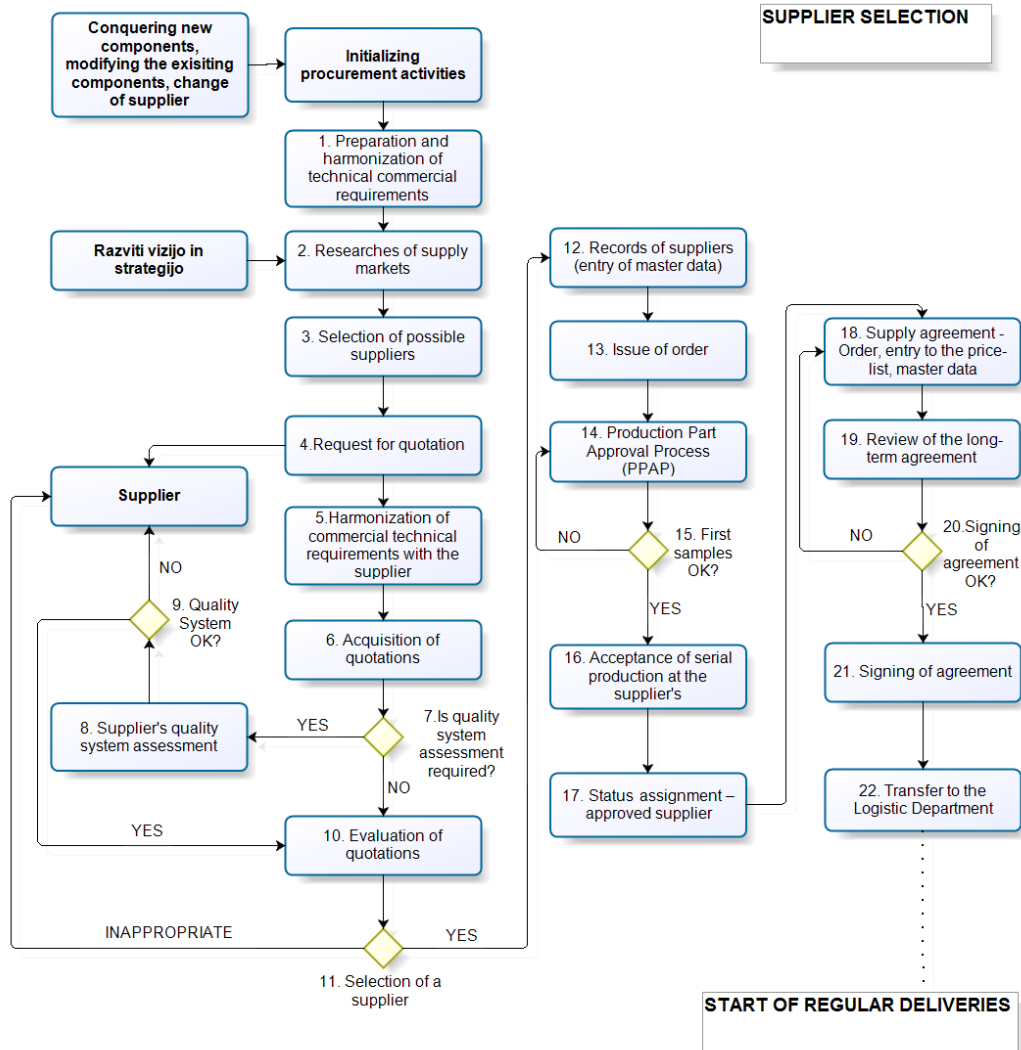 SUPPLIER SELECTION
Conquering new
components,
modifying the exisiting
components, change
of supplier
Initializing
procurement activities
1. Preparation and
harmonization of
technical commercial
requirements
Razviti vizijo in
strategijo
2. Researches of supply
markets
3. Selection of possible
suppliers
4.Request for quotation
Supplier
5.Harmonization of
commercial technical
requirements with the
supplier
NO
9. Quality
System
OK?
6. Acquisition of
quotations
8. Supplier's quality
system assessment
YES
7.Is quality
system
assessment
required?
NO
YES
10. Evaluation of
quotations
INAPPROPRIATE
YES
11. Selection of a
supplier
12. Records of suppliers
(entry of master data)
13. Issue of order
14. Production Part
Approval Process
(PPAP)
NO
15. First
samples
OK?
YES
16. Acceptance of serial
production at the
supplier's
17. Status assignment –
approved supplier
18. Supply agreement -
Order, entry to the price-
list, master data
19. Review of the long-
term agreement
NO
20.Signing
of
agreement
OK?
YES
21. Signing of agreement
22. Transfer to the
Logistic Department
START OF REGULAR DELIVERIES